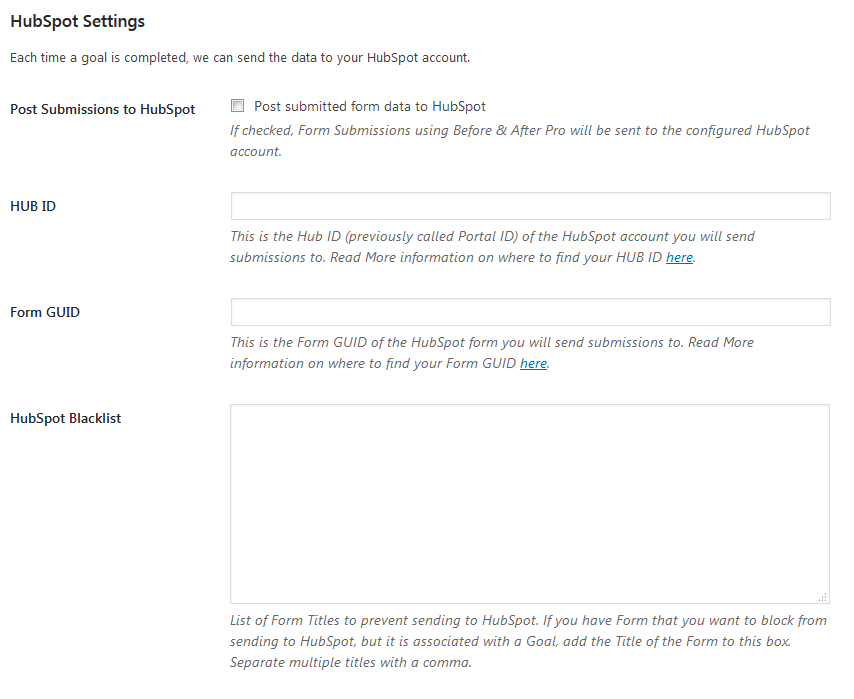 HubSpot Settings
Each time a goal is completed, we can send the data to your HubSpot account.
Post Submissions to HubSpot
Post submitted form data to HubSpot
If checked, Form Submissions using Before & After Pro will be sent to the configured HubSpot
account.
HUB ID
This is the Hub ID (previously called Portal ID) of the HubSpot account you will send
submissions to. Read More information on where to find your HUB ID here.
Form GUID
This is the Form GUID of the HubSpot form you will send submissions to. Read More
information on where to find your Form GUID here.
HubSpot Blacklist
List of Form Titles to prevent sending to HubSpot. If you have Form that you want to block from
sending to HubSpot, but it is associated with a Goal, add the Title of the Form to this box.
Separate multiple titles with a comma.